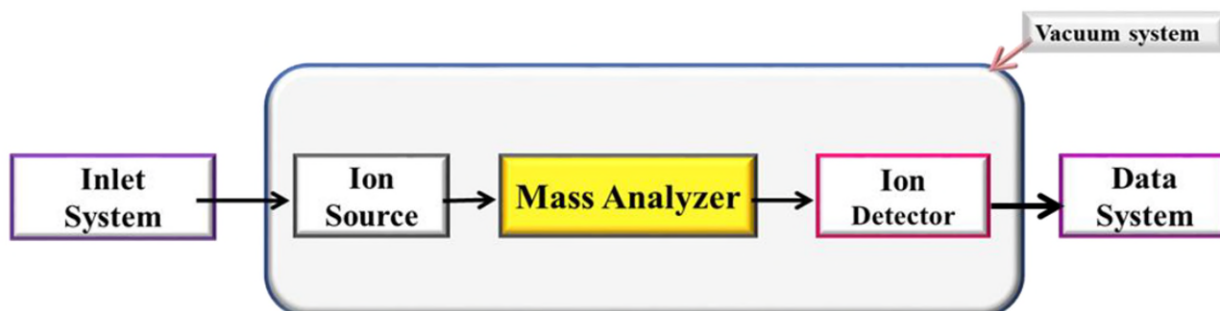 Vacuum system
Inlet
System
Ion
Source
Mass Analyzer
Ion
Detector
Data
System